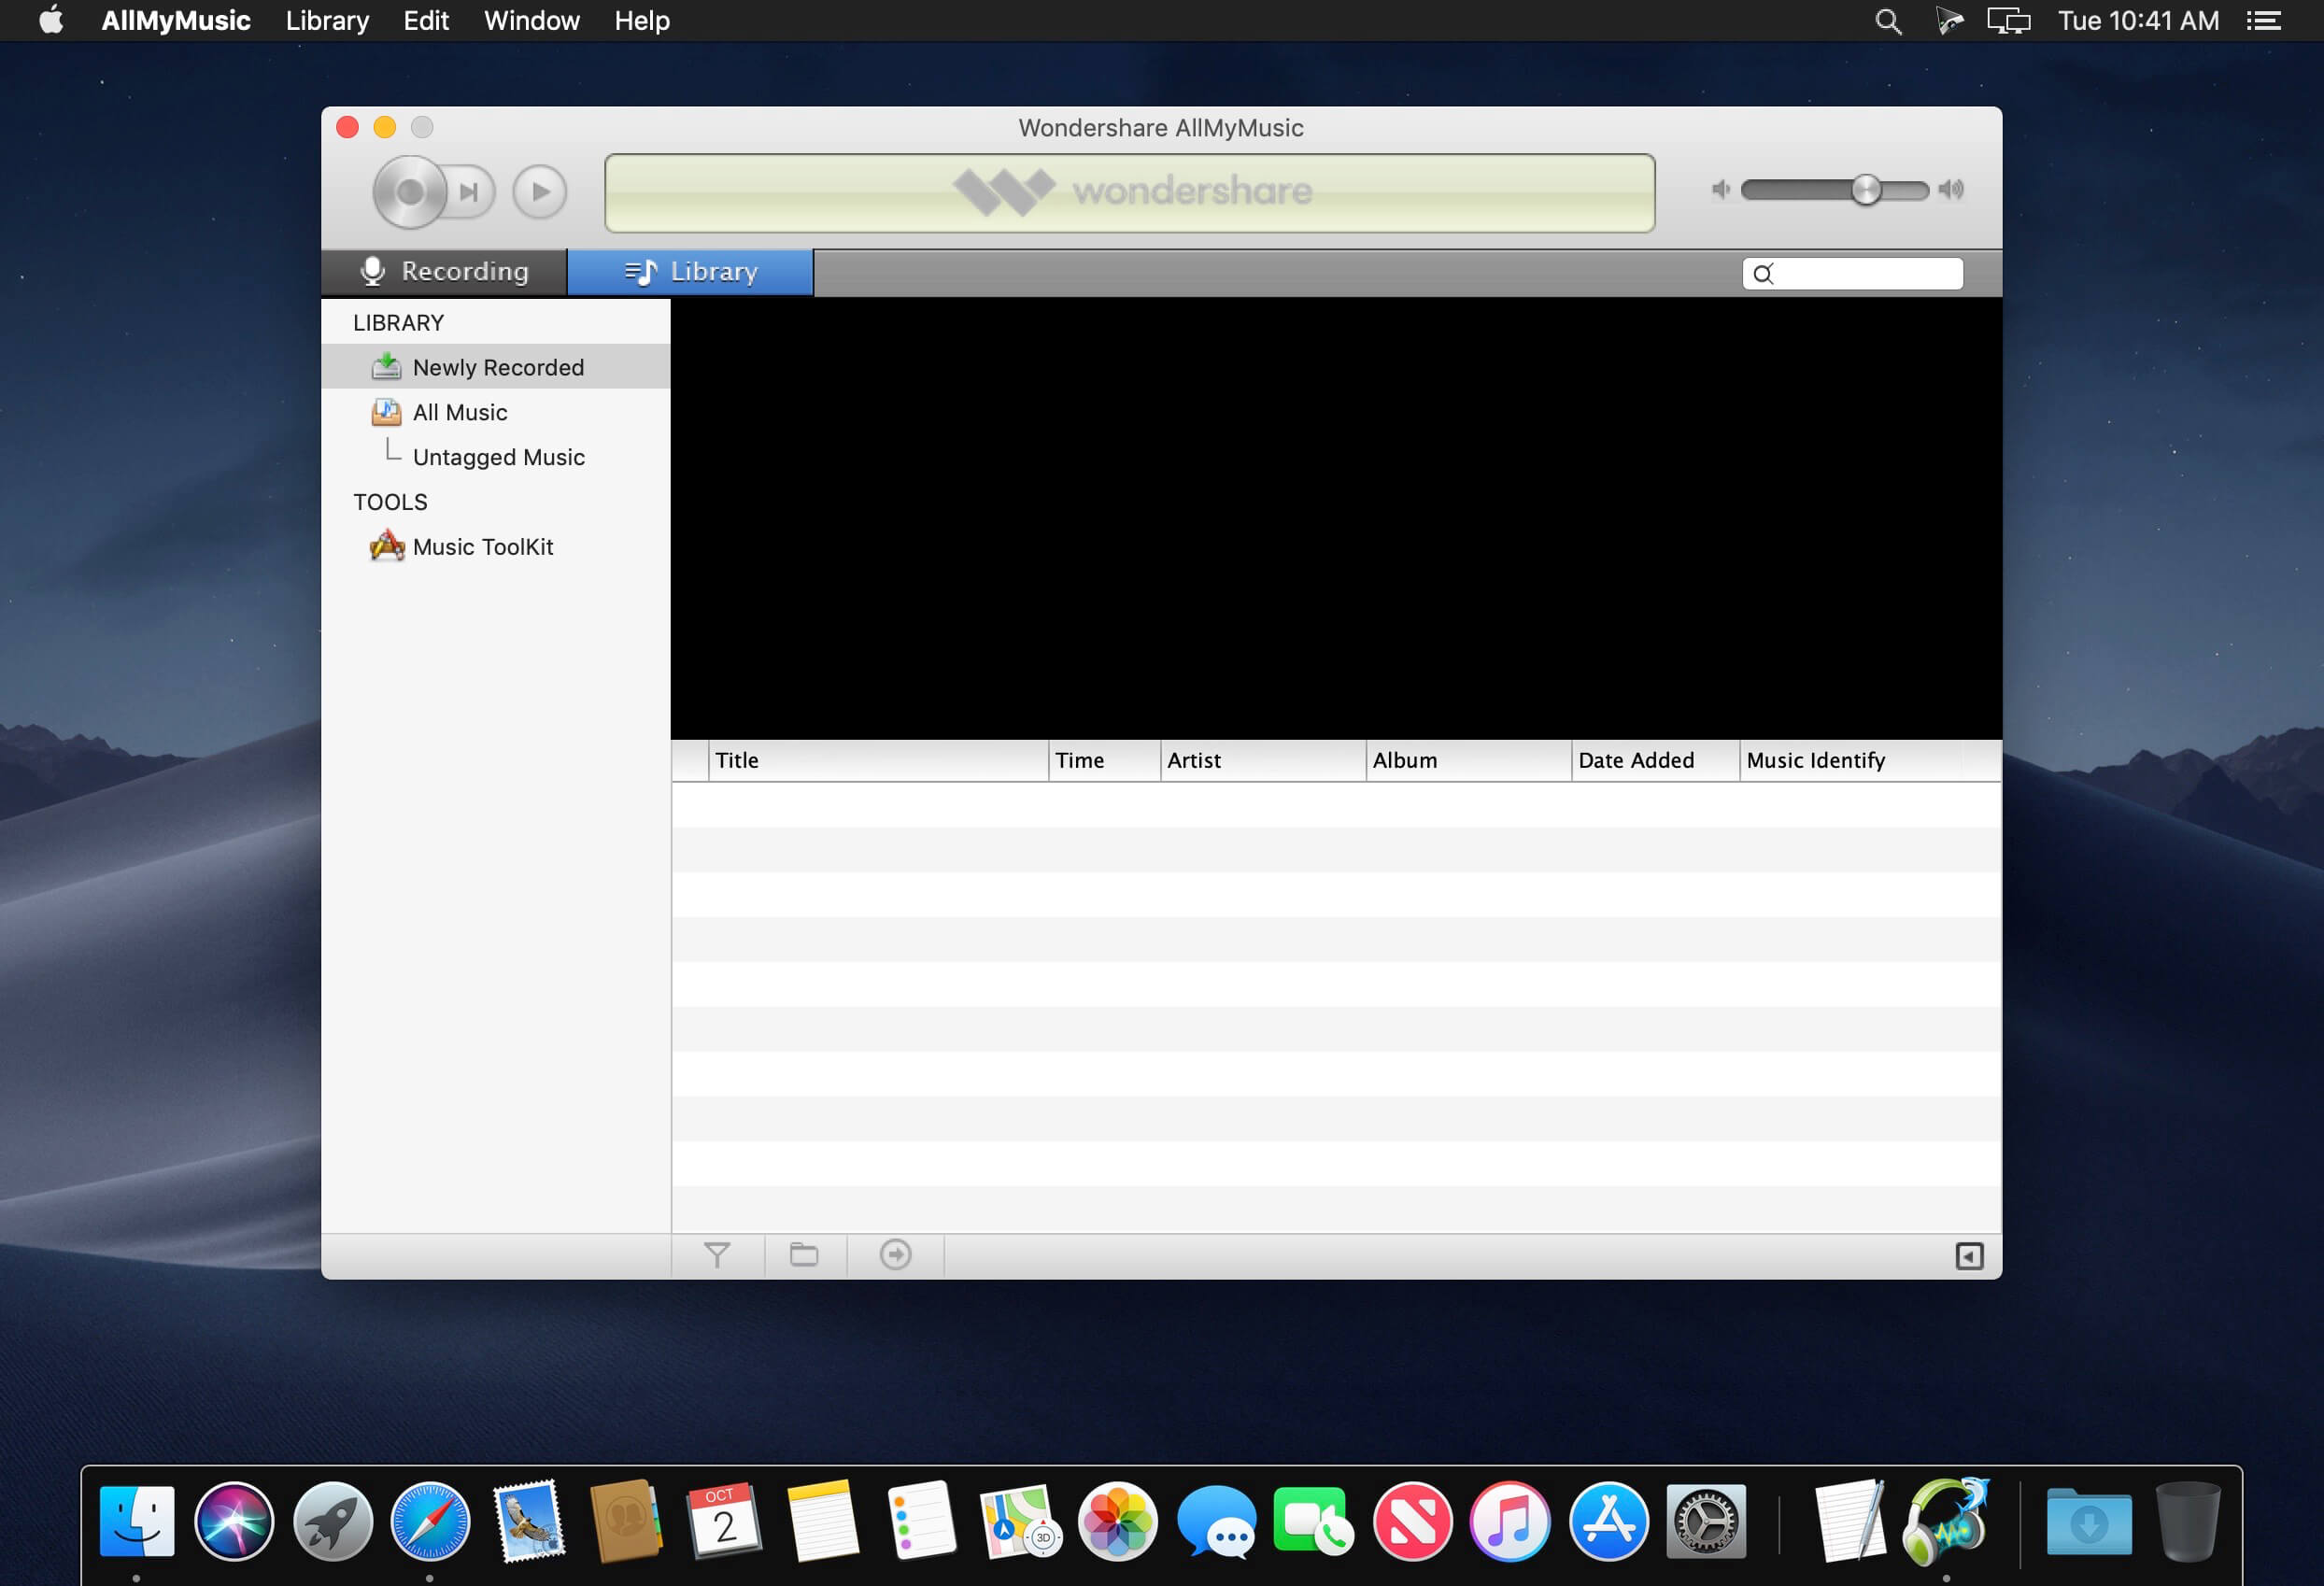 AllMyMusic Library Edit Window Help Tue 10:41 AM
Wondershare AllMyMusic
wondershare
Recording Library
LIBRARY
Newly Recorded
All Music
Untagged Music
TOOLS
Music ToolKit
Title Time Artist Album Date Added Music Identify
OCT
2
3D